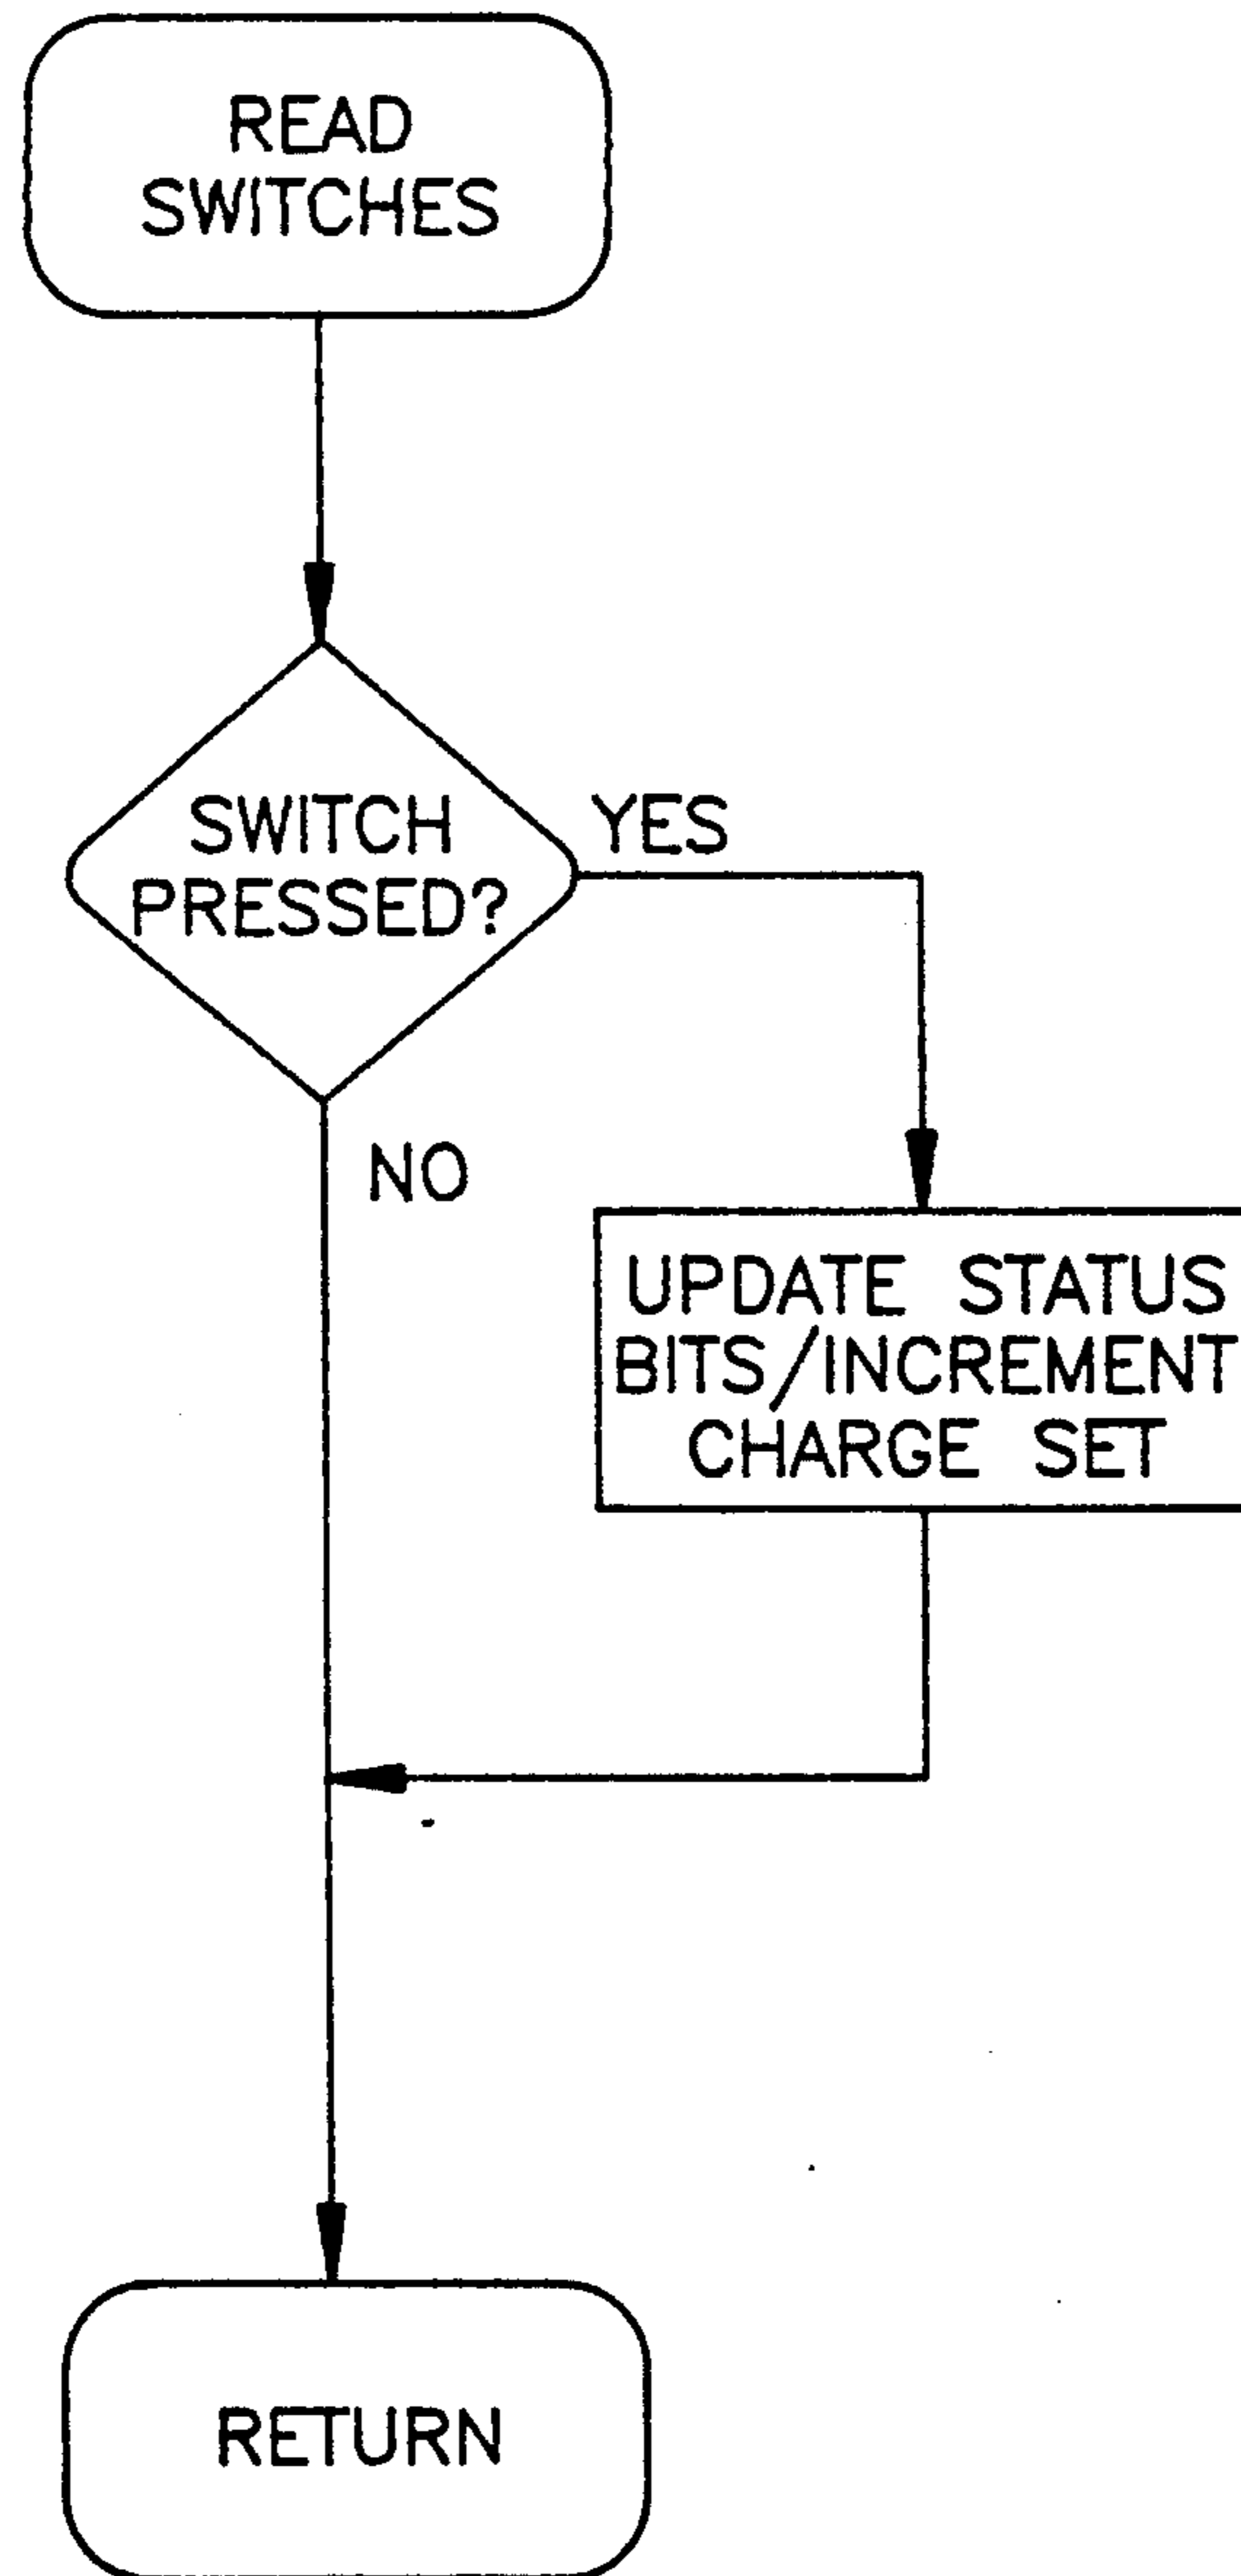 READ
SWITCHES
SWITCH
PRESSED?
YES
NO
UPDATE STATUS
BITS/INCREMENT
CHARGE SET
RETURN